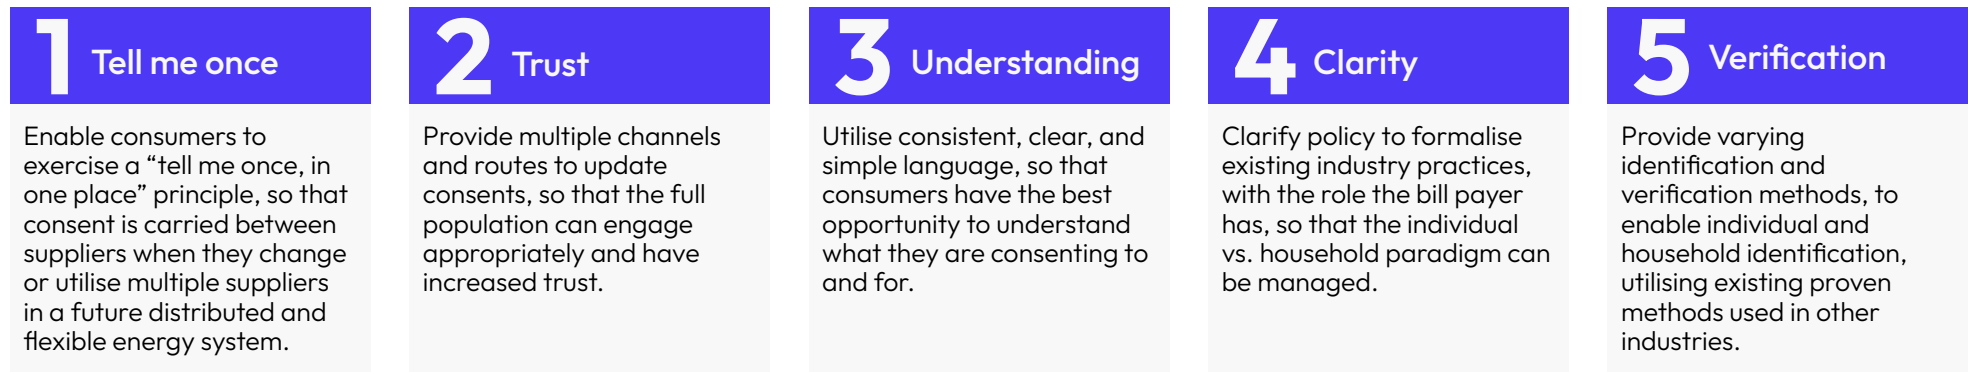 1 Tell me once
Enable consumers to
exercise a “tell me once, in
one place” principle, so that
consent is carried between
suppliers when they change
or utilise multiple suppliers
in a future distributed and
flexible energy system.
2 Trust
Provide multiple channels
and routes to update
consents, so that the full
population can engage
appropriately and have
increased trust.
3 Understanding
Utilise consistent, clear, and
simple language, so that
consumers have the best
opportunity to understand
what they are consenting to
and for.
4 Clarity
Clarify policy to formalise
existing industry practices,
with the role the bill payer
has, so that the individual
vs. household paradigm can
be managed.
5 Verification
Provide varying
identification and
verification methods, to
enable individual and
household identification,
utilising existing proven
methods used in other
industries.